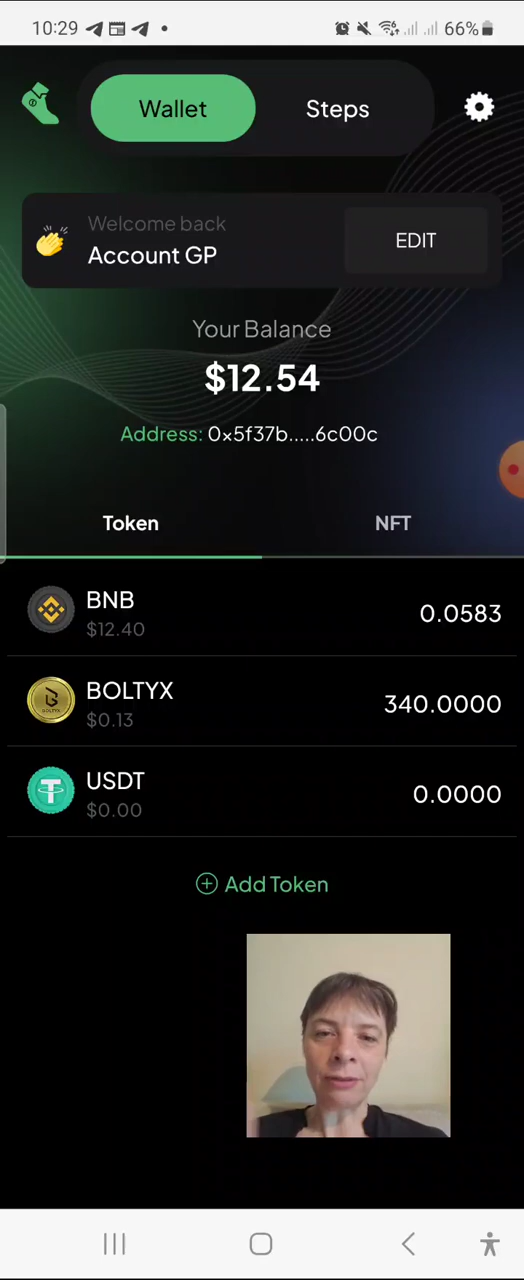 10:29
66%
Wallet
Steps
Welcome back
Account GP
EDIT
Your Balance
$12.54
Address: 0x5f37b.....6c00c
Token
NFT
BNB
0.0583
$12.40
BOLTYX
340.0000
$0.13
BOLTYX
USDT
0.0000
$0.00
Add Token